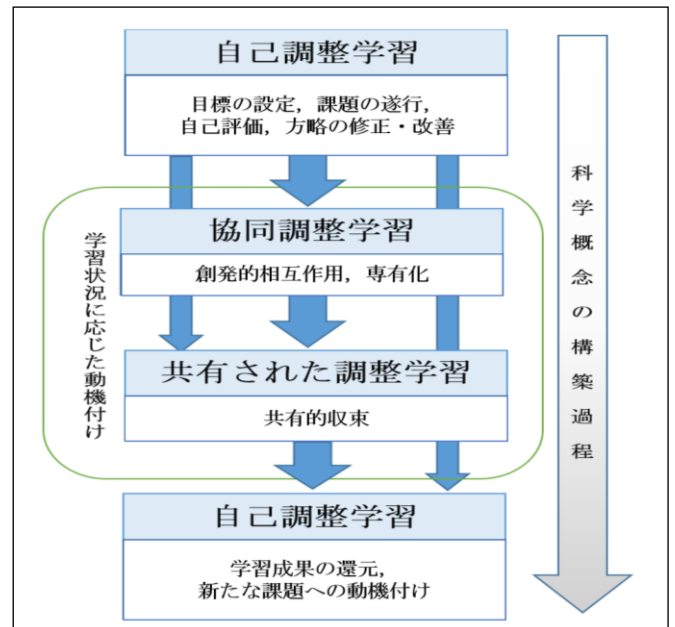 自己調整学習
目標の設定，課題の遂行，
自己評価，方略の修正・改善
協同調整学習
創発的相互作用，専有化
共有された調整学習
共有的収束
自己調整学習
学習成果の還元，
新たな課題への動機付け
学習状況に応じた動機付け
科学概念の構築過程